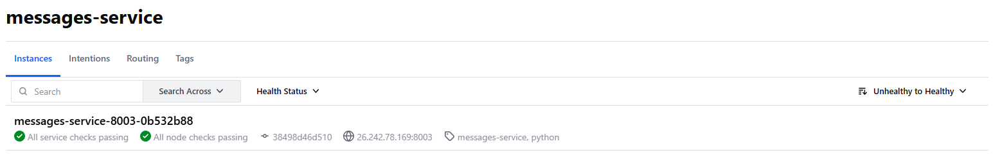 messages-service
Instances Intentions Routing Tags
Search Search Across Health Status Unhealthy to Healthy
messages-service-8003-0b532b88
All service checks passing All node checks passing 38498d46d510 26.242.78.169:8003 messages-service, python